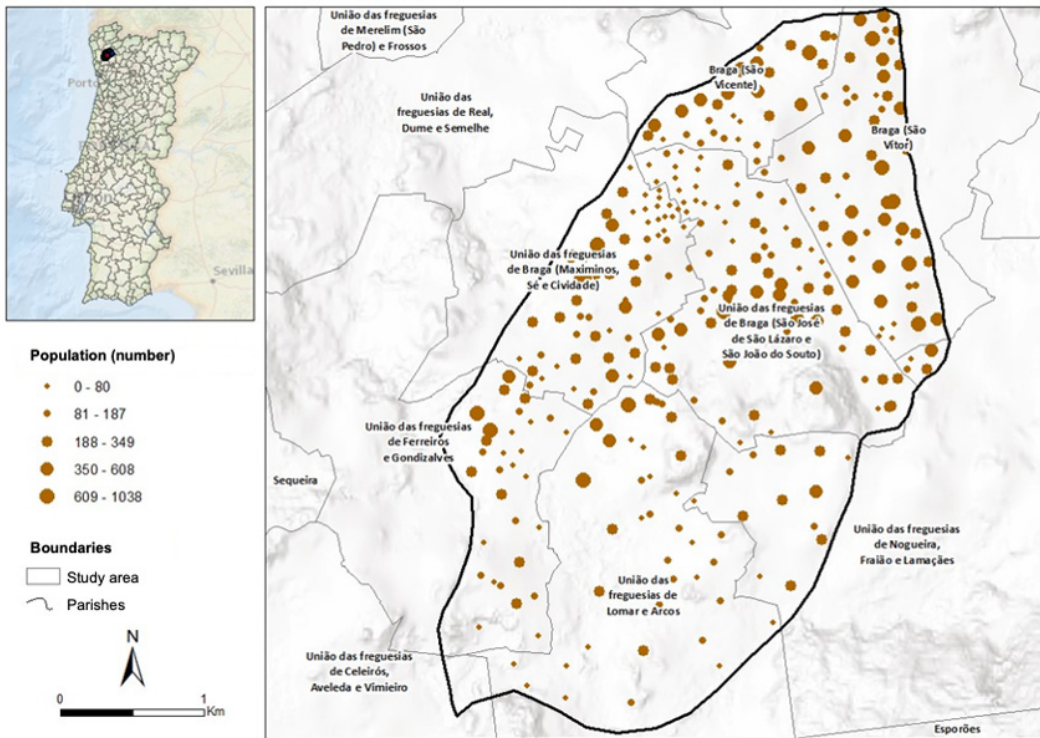 Porto
Sevilla
Population (number)
0 - 80
81 - 187
188 - 349
350 - 608
609 - 1038
Boundaries
Study area
Parishes
N
0
1
Km
União das freguesias
de Merelim (São
Pedro) e Frossos
União das
freguesias de Real,
Dume e Semelhe
Braga (São
Vicente)
Braga (São
Vítor)
União das freguesias
de Braga (Maximinos,
Sé e Cividade)
União das freguesias
de Braga (São José
de São Lázaro e
São João do Souto)
União das freguesias
de Ferreiros
e Gondizalves
Sequeira
União das freguesias
de Nogueira,
Fraião e Lamaçães
União das
freguesias de
Lomar e Arcos
União das freguesias
de Celeirós,
Aveleda e Vimieiro
Esporões